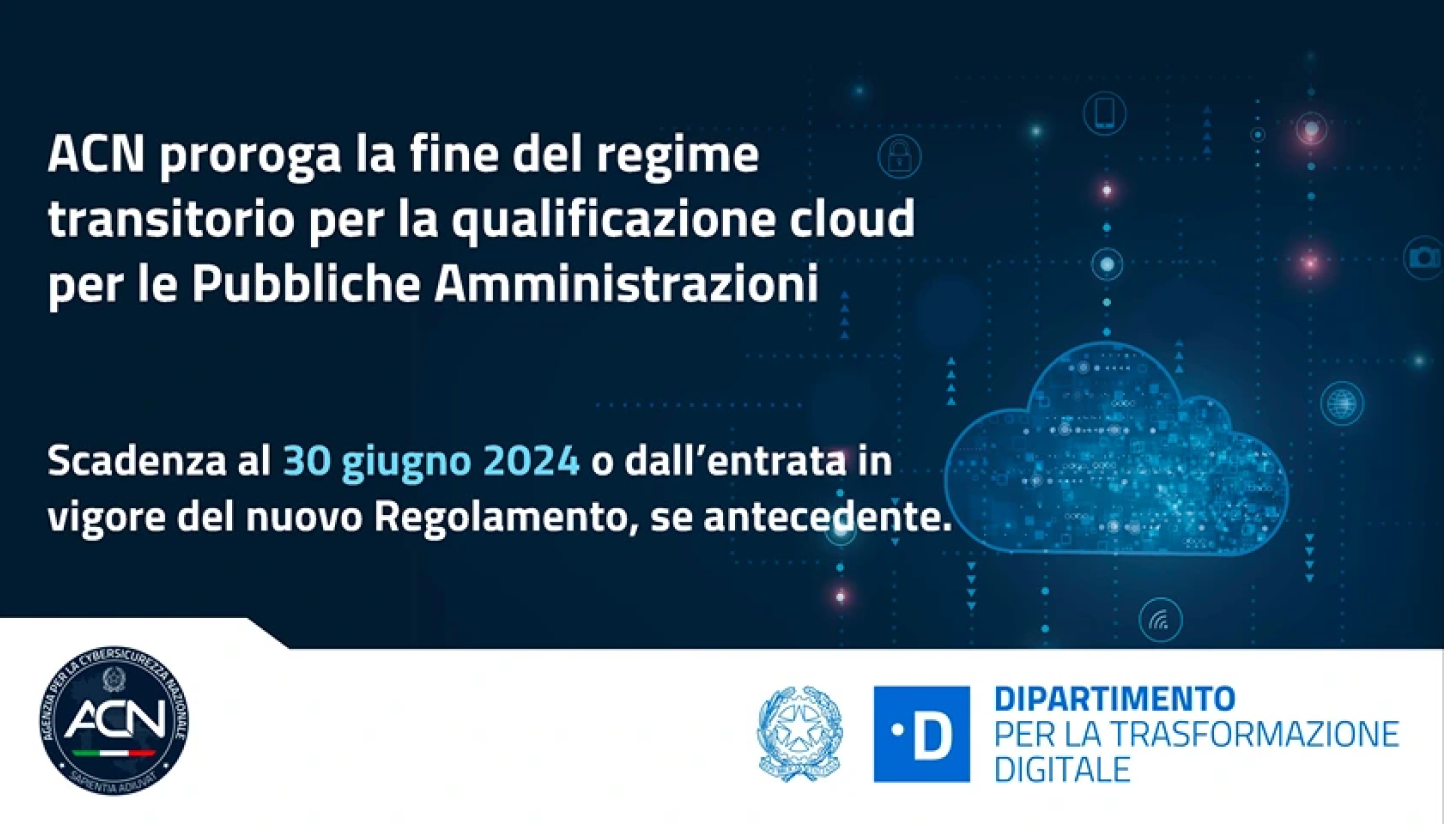 ACN proroga la fine del regime
transitorio per la qualificazione cloud
per le Pubbliche Amministrazioni
Scadenza al 30 giugno 2024 o dall’entrata in
vigore del nuovo Regolamento, se antecedente.
AGENZIA PER LA CYBERSICUREZZA NAZIONALE
ACN
SAPIENTIA ADIUVAT
·D
DIPARTIMENTO
PER LA TRASFORMAZIONE
DIGITALE